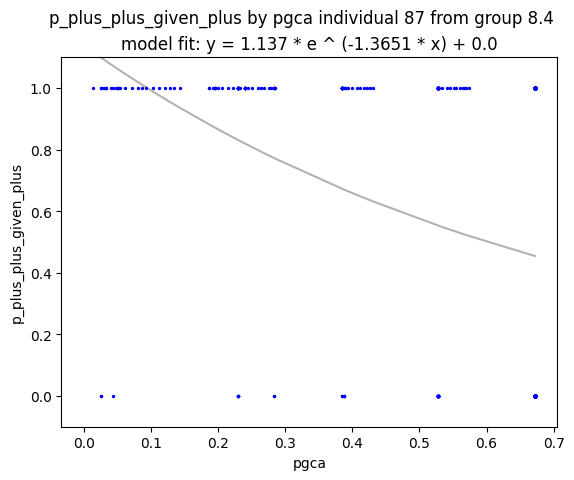 p_plus_plus_given_plus by pgca individual 87 from group 8.4
model fit: y = 1.137 * e ^ (-1.3651 * x) + 0.0
1.0
0.8
0.6
0.4
0.2
0.0
p_plus_plus_given_plus
0.0 0.1 0.2 0.3 0.4 0.5 0.6 0.7
pgca